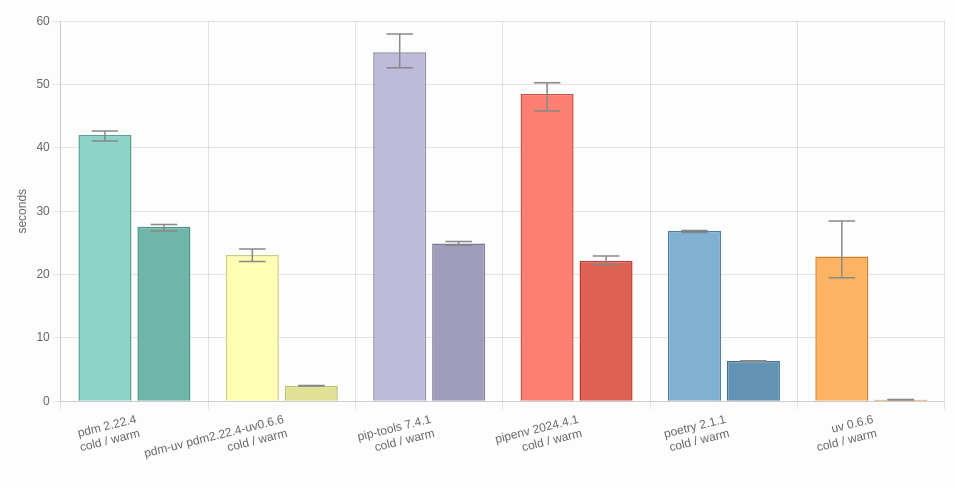 60
50
40
30
20
10
0
seconds
pdm 2.22.4
cold / warm
pdm-uv pdm2.22.4-uv0.6.6
cold / warm
pip-tools 7.4.1
cold / warm
pipenv 2024.4.1
cold / warm
poetry 2.1.1
cold / warm
uv 0.6.6
cold / warm